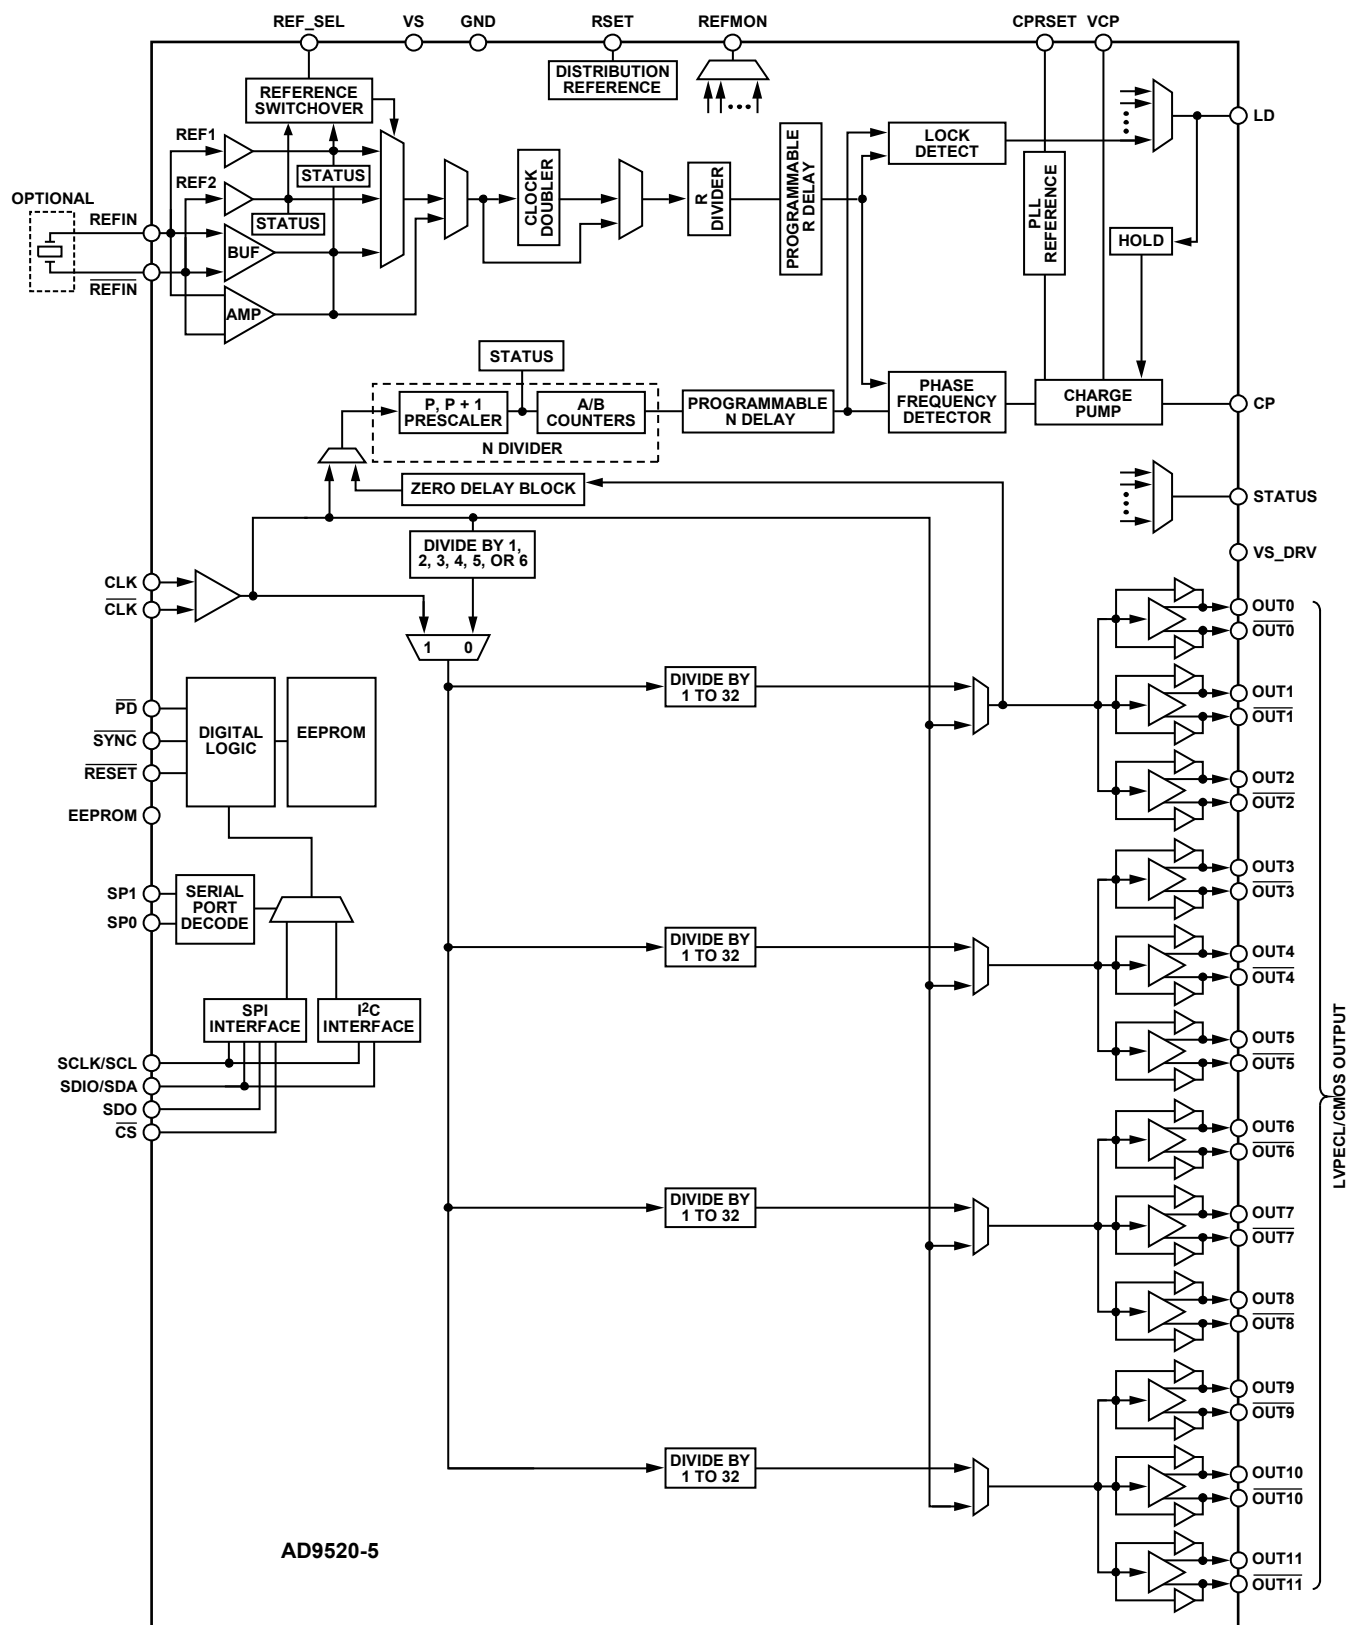 REF_SEL VS GND RSET REFMON CPRSET VCP
DISTRIBUTION
REFERENCE
REFERENCE
SWITCHOVER
REF1
STATUS
REF2
STATUS
OPTIONAL
REFIN
BUF
REFIN
AMP
CLOCK
DOUBLER
R
DIVIDER
PROGRAMMABLE
R DELAY
LOCK
DETECT
PLL
REFERENCE
LD
HOLD
STATUS
P, P + 1
PRESCALER
A/B
COUNTERS
N DIVIDER
PROGRAMMABLE
N DELAY
PHASE
FREQUENCY
DETECTOR
CHARGE
PUMP
CP
ZERO DELAY BLOCK
STATUS
DIVIDE BY 1,
2, 3, 4, 5, OR 6
VS_DRV
CLK
CLK
1 0
OUT0
OUT0
DIVIDE BY
1 TO 32
OUT1
OUT1
PD
SYNC
RESET
DIGITAL
LOGIC
EEPROM
EEPROM
OUT2
OUT2
SP1
SP0
SERIAL
PORT
DECODE
OUT3
OUT3
DIVIDE BY
1 TO 32
OUT4
OUT4
SPI
INTERFACE
I²C
INTERFACE
OUT5
OUT5
SCLK/SCL
SDIO/SDA
SDO
CS
OUT6
OUT6
LVPECL/CMOS OUTPUT
DIVIDE BY
1 TO 32
OUT7
OUT7
OUT8
OUT8
OUT9
OUT9
DIVIDE BY
1 TO 32
OUT10
OUT10
AD9520-5
OUT11
OUT11